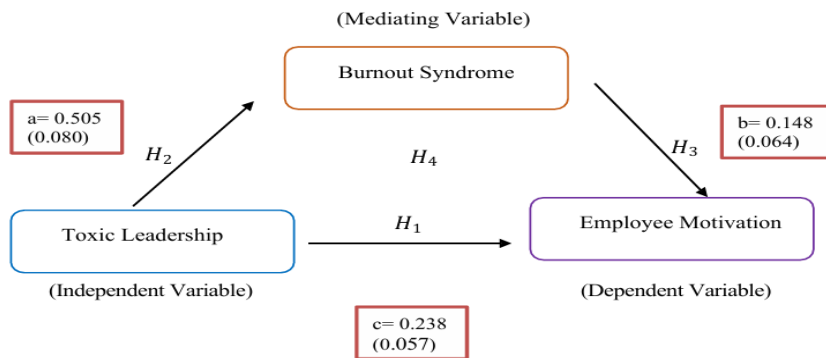 (Mediating Variable)
Burnout Syndrome
a= 0.505
(0.080)
b= 0.148
(0.064)
H₂
H₄
H₃
Toxic Leadership
H₁
Employee Motivation
(Independent Variable)
(Dependent Variable)
c= 0.238
(0.057)